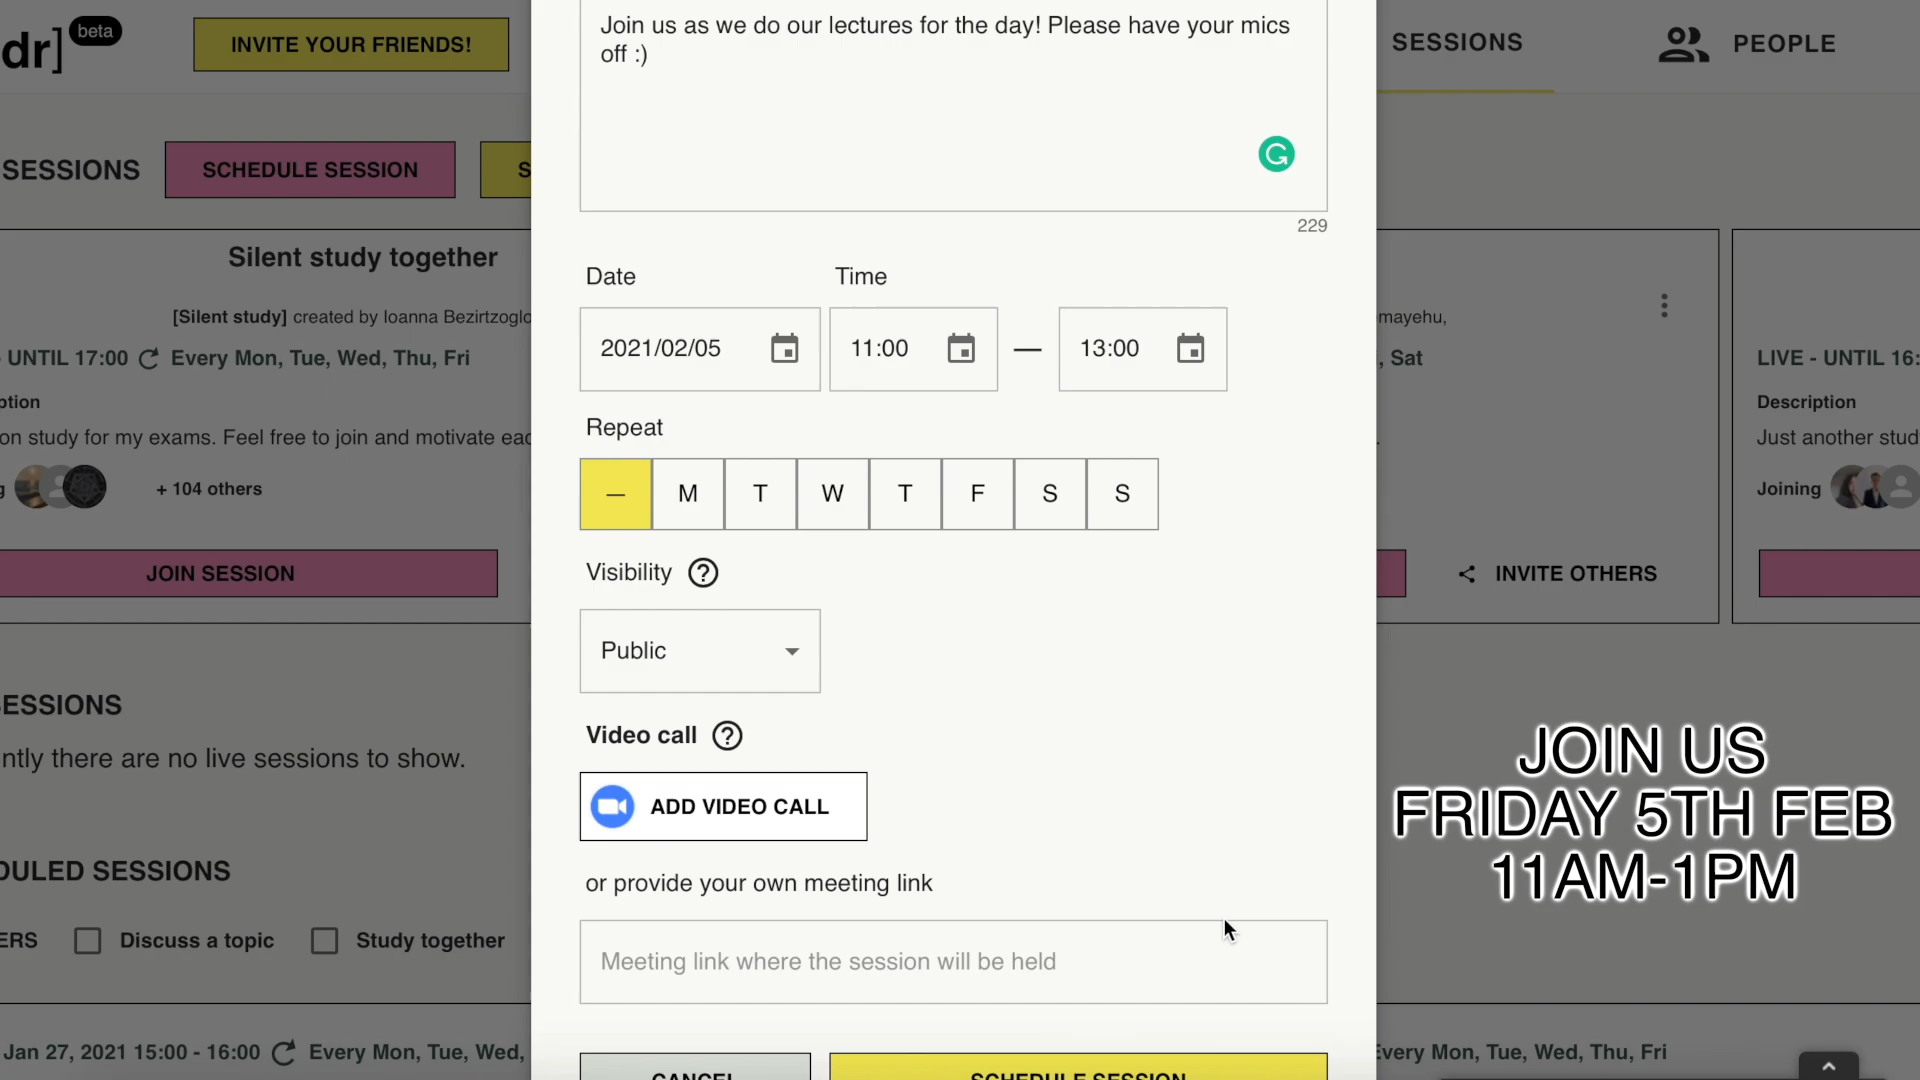 dr] beta
INVITE YOUR FRIENDS!
SESSIONS
PEOPLE
SESSIONS
SCHEDULE SESSION
S
Join us as we do our lectures for the day! Please have your mics
off :)
229
Silent study together
[Silent study] created by Ioanna Bezirtzoglo
UNTIL 17:00 Every Mon, Tue, Wed, Thu, Fri
ption
on study for my exams. Feel free to join and motivate eac
g + 104 others
JOIN SESSION
Date
Time
2021/02/05
11:00
—
13:00
Repeat
— M T W T F S S
Visibility ?
Public
Video call ?
ADD VIDEO CALL
or provide your own meeting link
Meeting link where the session will be held
CANCEL
SCHEDULE SESSION
mayehu,
, Sat
INVITE OTHERS
LIVE - UNTIL 16:
Description
Just another stud
Joining
ESSIONS
ntly there are no live sessions to show.
DULED SESSIONS
ERS Discuss a topic Study together
Jan 27, 2021 15:00 - 16:00 Every Mon, Tue, Wed,
Every Mon, Tue, Wed, Thu, Fri
JOIN US
FRIDAY 5TH FEB
11AM-1PM